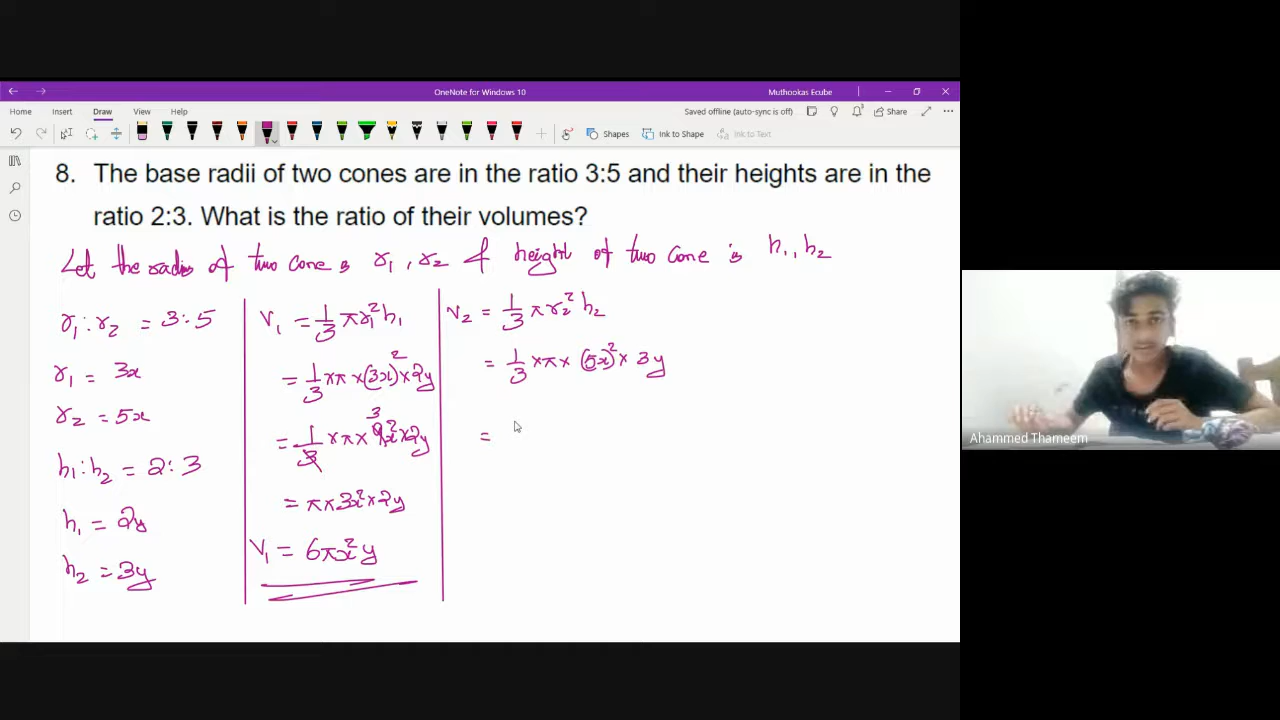 OneNote for Windows 10
Muthookas Ecube
Home Insert Draw View Help
Saved offline (auto-sync is off)
Share
Shapes
Ink to Shape
Ink to Text
8. The base radii of two cones are in the ratio 3:5 and their heights are in the
ratio 2:3. What is the ratio of their volumes?
Let the radius of two cone is r₁, r₂ & height of two cone is h₁, h₂
r₁:r₂ = 3:5
r₁ = 3x
r₂ = 5x
h₁:h₂ = 2:3
h₁ = 2y
h₂ = 3y
V₁ = 1/3 πr₁²h₁
= 1/3 × π × (3x)² × 2y
= 1/3 × π × 9x² × 2y
3
= π × 3x² × 2y
V₁ = 6πx²y
V₂ = 1/3 π r₂² h₂
= 1/3 × π × (5x)² × 3y
=
Ahammed Thameem